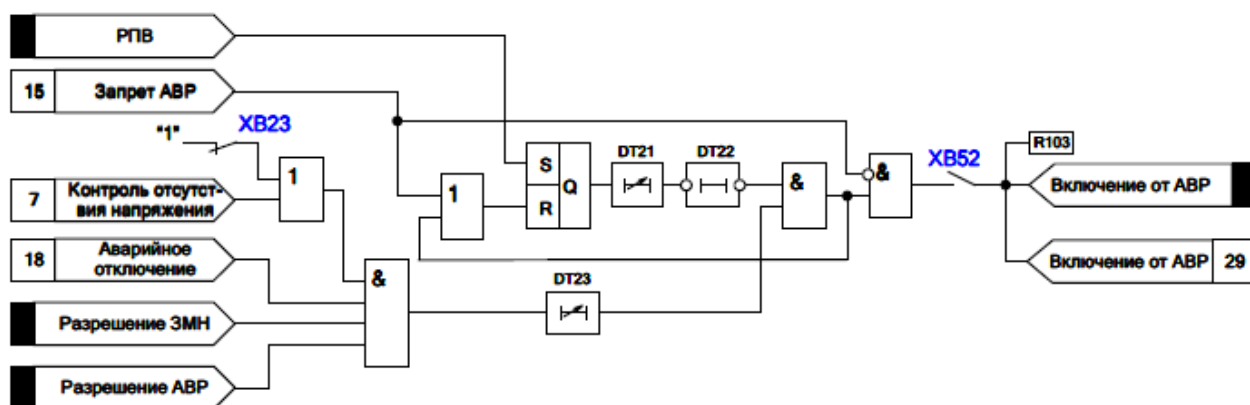 РПВ
15 Запрет АВР
"1"
XB23
7 Контроль отсутст-
вия напряжения
1
18 Аварийное
отключение
Разрешение ЗМН
Разрешение АВР
&
1
S
R
Q
DT21
DT22
DT23
&
&
XB52
R103
Включение от АВР
Включение от АВР 29